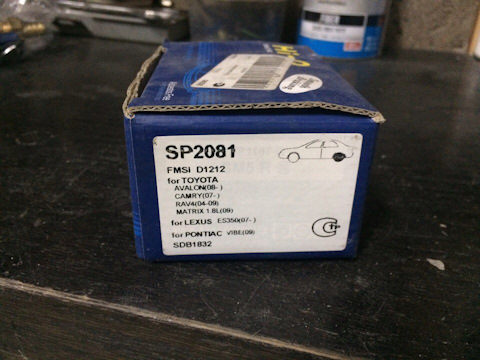 SP2081
FMSI D1212
for TOYOTA
AVALON(08- )
CAMRY(07- )
RAV4(04-09)
MATRIX 1.8L(09)
for LEXUS ES350(07- )
for PONTIAC VIBE(09)
SDB1832